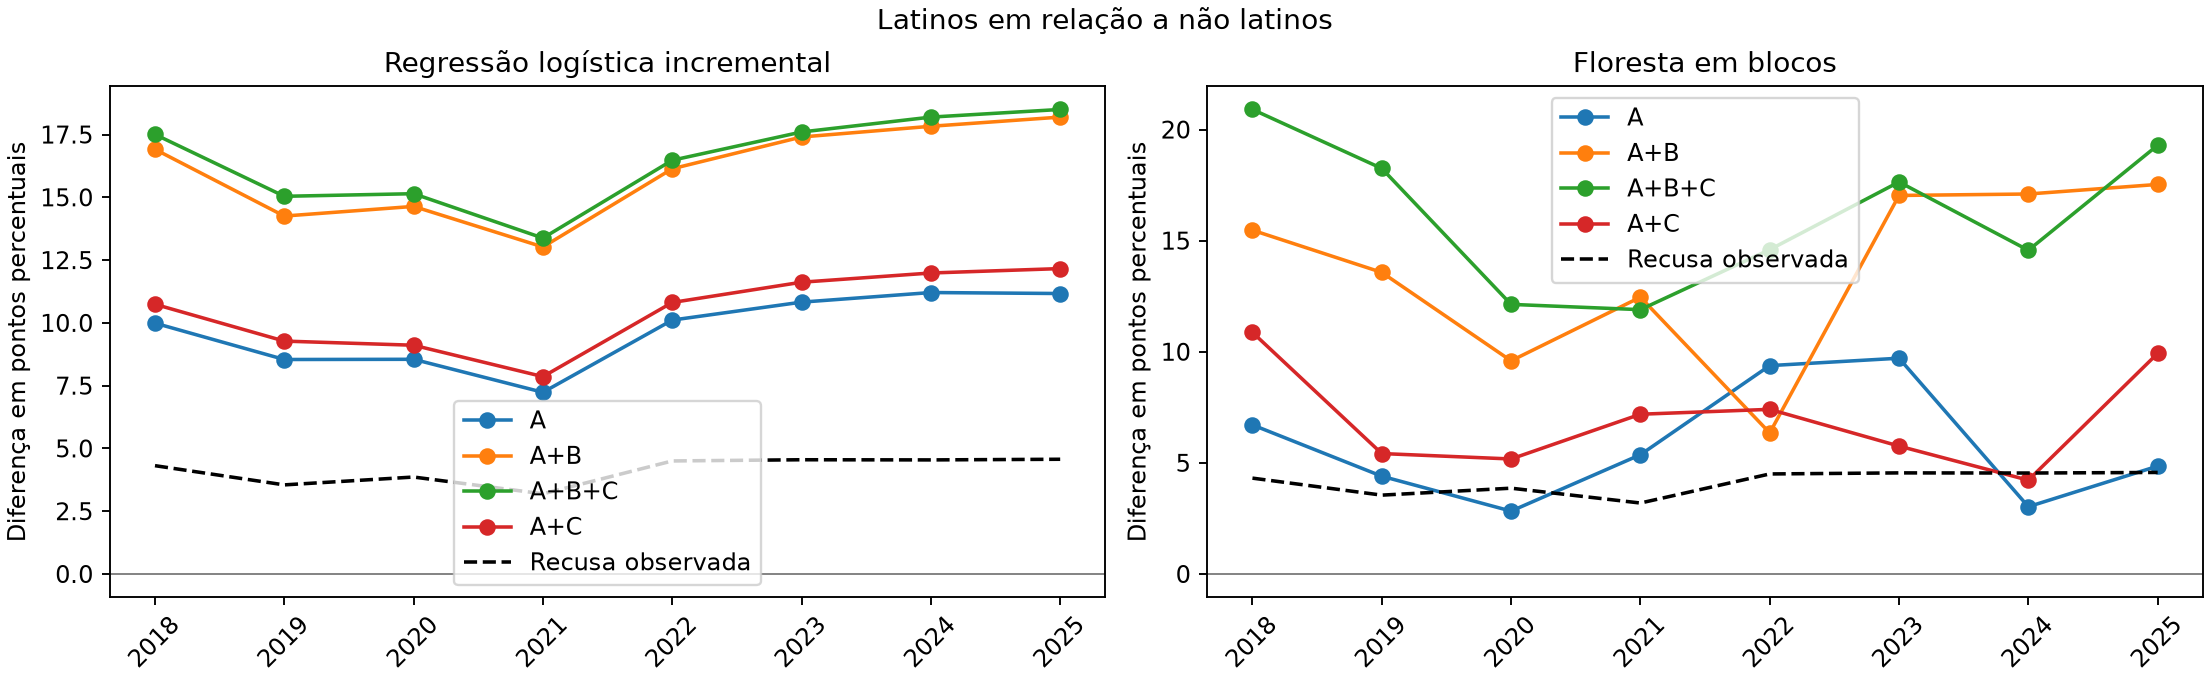 Latinos em relação a não latinos
Regressão logística incremental
Diferença em pontos percentuais
17.5
15.0
12.5
10.0
7.5
5.0
2.5
0.0
A
A+B
A+B+C
A+C
Recusa observada
2018
2019
2020
2021
2022
2023
2024
2025
Floresta em blocos
Diferença em pontos percentuais
20
15
10
5
0
A
A+B
A+B+C
A+C
Recusa observada
2018
2019
2020
2021
2022
2023
2024
2025